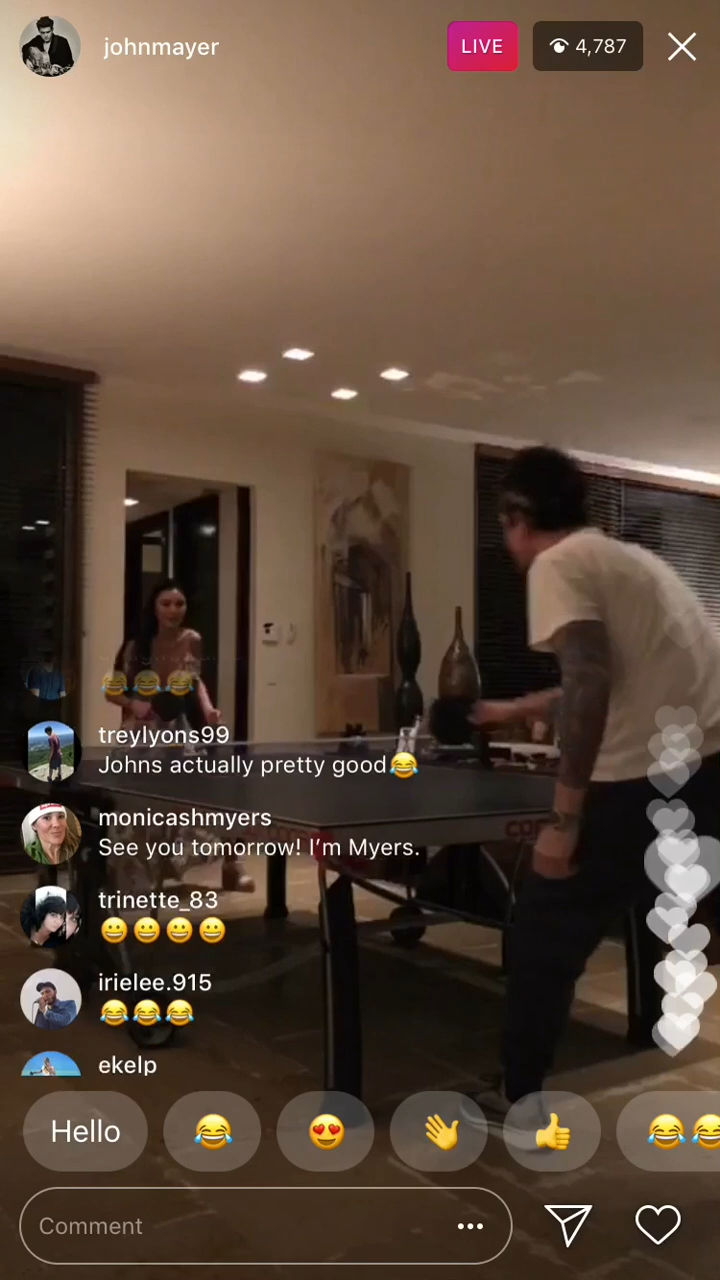 johnmayer
LIVE
4,787
😂😂😂
treylyons99
Johns actually pretty good😂
monicashmyers
See you tomorrow! I’m Myers.
trinette_83
😀😀😀😀
irielee.915
😂😂😂
ekelp
Hello 😂 😍 👋 👍 😂😂
Comment